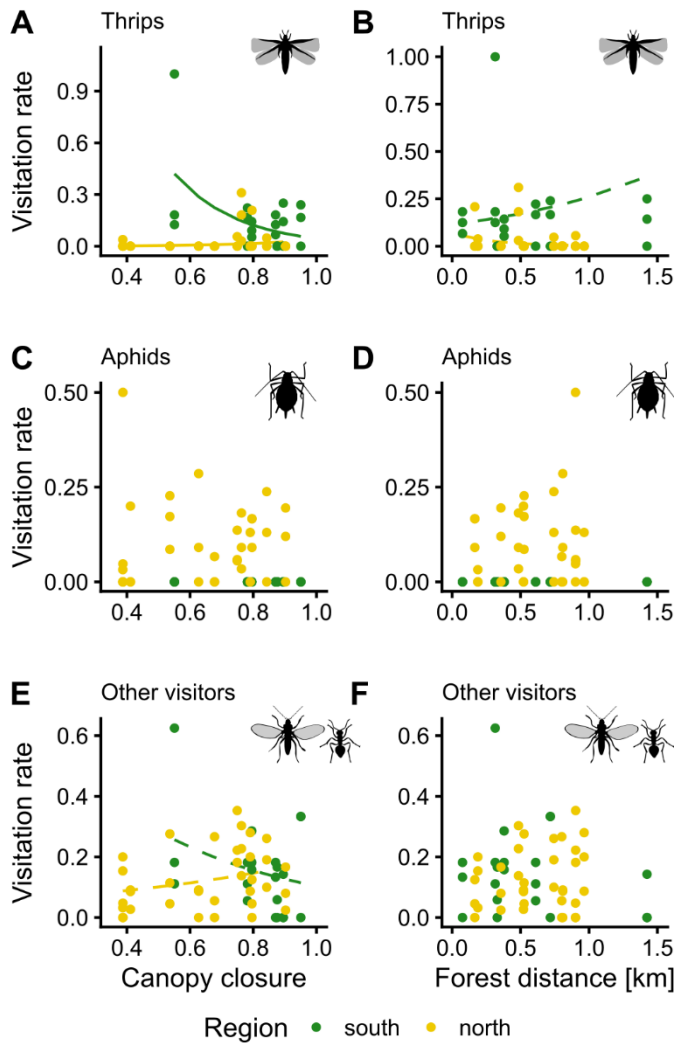 A Thrips
B Thrips
Visitation rate
0.9
0.6
0.3
0.0
0.4 0.6 0.8 1.0
1.00
0.75
0.50
0.25
0.00
0.0 0.5 1.0 1.5
C Aphids
D Aphids
Visitation rate
0.50
0.25
0.00
0.4 0.6 0.8 1.0
0.50
0.25
0.00
0.0 0.5 1.0 1.5
E Other visitors
F Other visitors
Visitation rate
0.6
0.4
0.2
0.0
0.4 0.6 0.8 1.0
Canopy closure
0.6
0.4
0.2
0.0
0.0 0.5 1.0 1.5
Forest distance [km]
Region south north